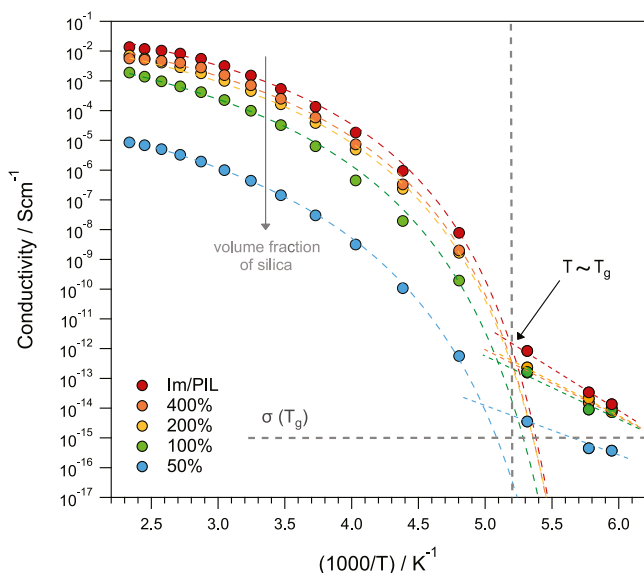 10⁻¹
10⁻²
10⁻³
10⁻⁴
10⁻⁵
10⁻⁶
10⁻⁷
10⁻⁸
10⁻⁹
10⁻¹⁰
10⁻¹¹
10⁻¹²
10⁻¹³
10⁻¹⁴
10⁻¹⁵
10⁻¹⁶
10⁻¹⁷
Conductivity / Scm⁻¹
volume fraction
of silica
T~Tg
σ (Tg)
Im/PIL
400%
200%
100%
50%
2.5 3.0 3.5 4.0 4.5 5.0 5.5 6.0
(1000/T) / K⁻¹